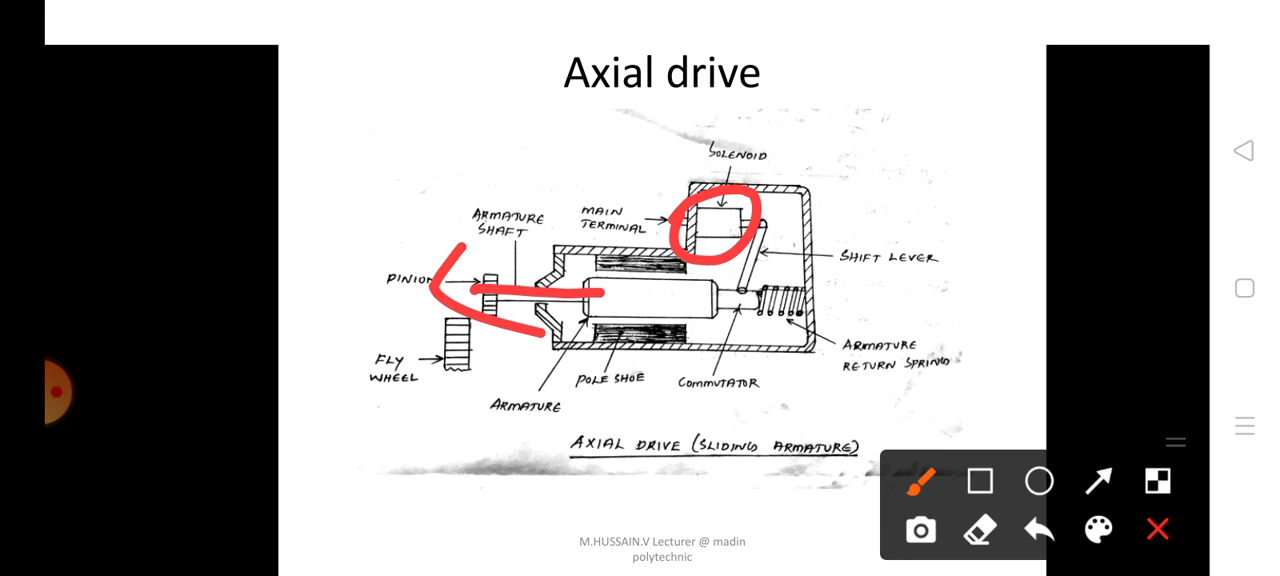 Axial drive
SOLENOID
MAIN
TERMINAL
ARMATURE
SHAFT
SHIFT LEVER
PINION
ARMATURE
RETURN SPRING
FLY
WHEEL
POLE SHOE
COMMUTATOR
ARMATURE
AXIAL DRIVE (SLIDING ARMATURE)
M.HUSSAIN.V Lecturer @ madin
polytechnic